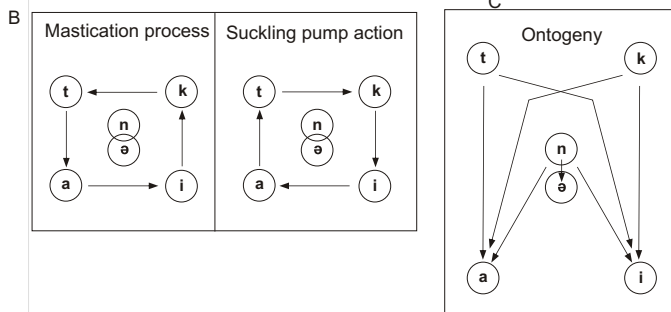 B
Mastication process
t
k
n
ə
a
i
Suckling pump action
t
k
n
ə
a
i
C
Ontogeny
t
k
n
ə
a
i